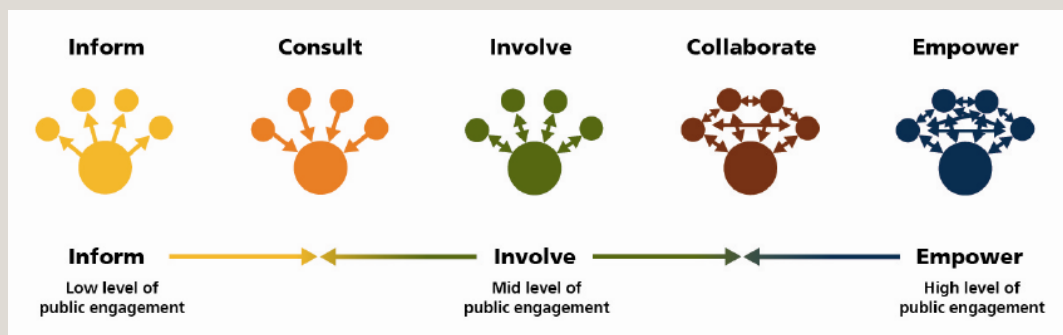 Inform Consult Involve Collaborate Empower
Inform Involve Empower
Low level of Mid level of High level of
public engagement public engagement public engagement